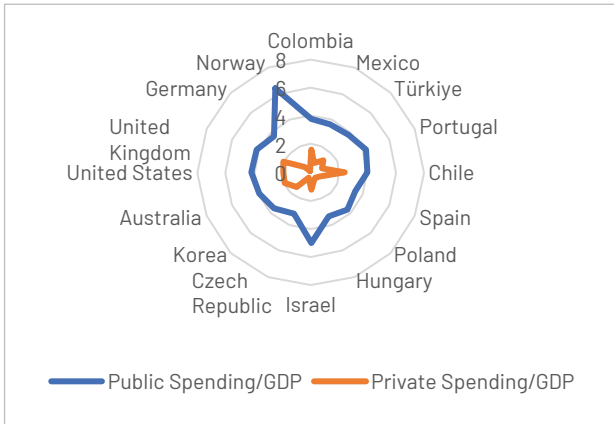 Colombia
Norway
8
Mexico
Germany
6
Türkiye
United
Kingdom
4
Portugal
2
United States
0
Chile
Australia
Spain
Korea
Poland
Czech
Republic
Hungary
Israel
Public Spending/GDP
Private Spending/GDP